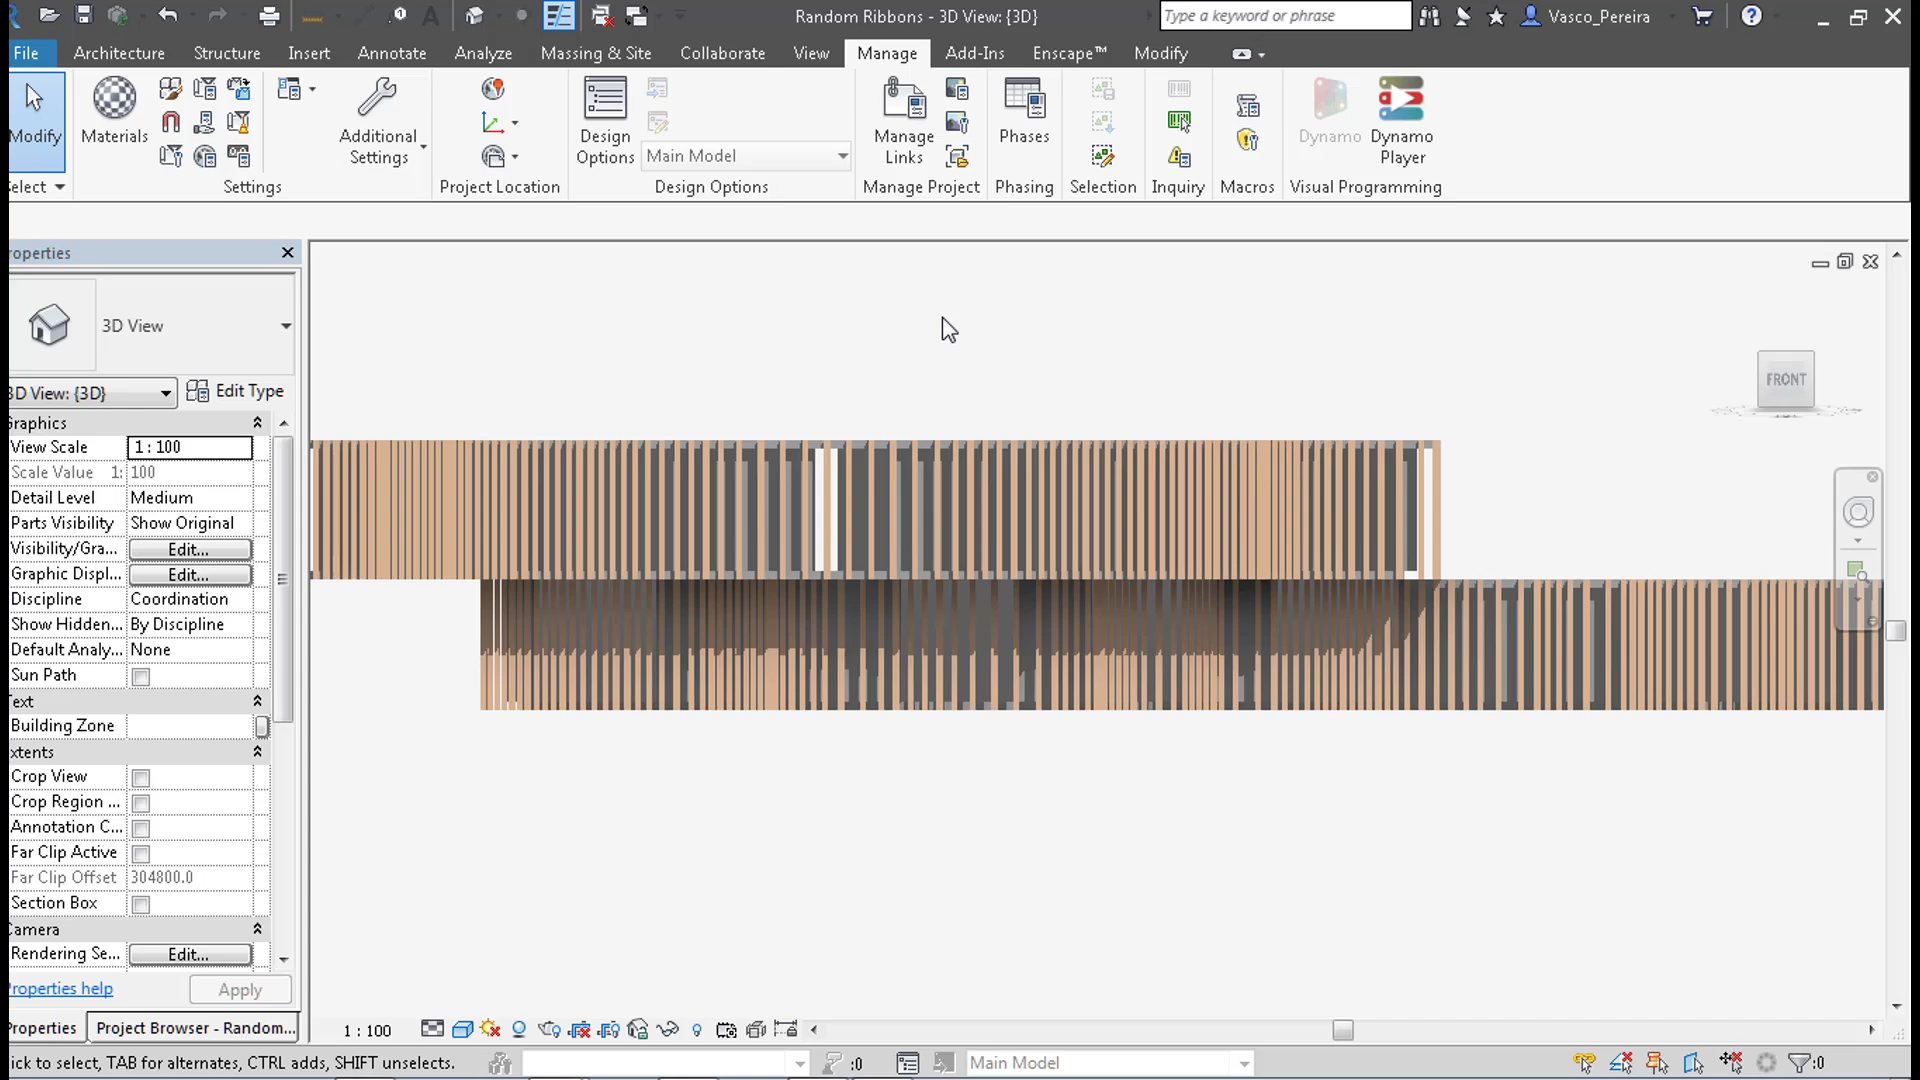 Random Ribbons - 3D View: {3D}
Type a keyword or phrase
Vasco_Pereira
File Architecture Structure Insert Annotate Analyze Massing & Site Collaborate View Manage Add-Ins Enscape™ Modify
Modify
Materials
Additional Settings
Design Options
Main Model
Manage Links
Phases
Dynamo
Dynamo Player
elect
Settings
Project Location
Design Options
Manage Project
Phasing
Selection
Inquiry
Macros
Visual Programming
roperties
3D View
3D View: {3D}
Edit Type
Graphics
View Scale 1 : 100
Scale Value 1: 100
Detail Level Medium
Parts Visibility Show Original
Visibility/Gra... Edit...
Graphic Displ... Edit...
Discipline Coordination
Show Hidden... By Discipline
Default Analy... None
Sun Path
Text
Building Zone
xtents
Crop View
Crop Region ...
Annotation C...
Far Clip Active
Far Clip Offset 304800.0
Section Box
Camera
Rendering Se... Edit...
roperties help
Apply
Properties
Project Browser - Random...
FRONT
1 : 100
ick to select, TAB for alternates, CTRL adds, SHIFT unselects.
:0
Main Model
:0